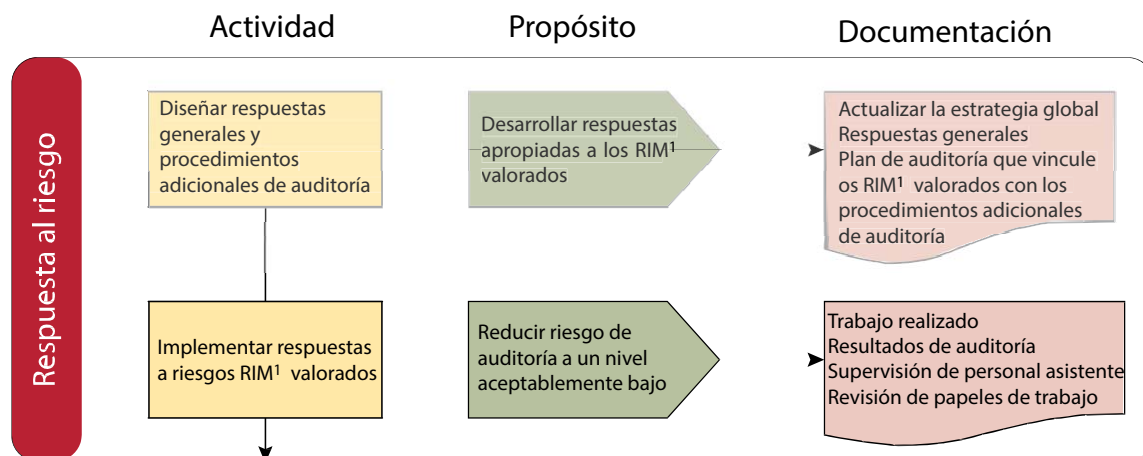 Actividad
Propósito
Documentación
Respuesta al riesgo
Diseñar respuestas
generales y
procedimientos
adicionales de auditoría
Desarrollar respuestas
apropiadas a los RIM¹
valorados
Actualizar la estrategia global
Respuestas generales
Plan de auditoría que vincule
os RIM¹ valorados con los
procedimientos adicionales
de auditoría
Implementar respuestas
a riesgos RIM¹ valorados
Reducir riesgo de
auditoría a un nivel
aceptablemente bajo
Trabajo realizado
Resultados de auditoría
Supervisión de personal asistente
Revisión de papeles de trabajo